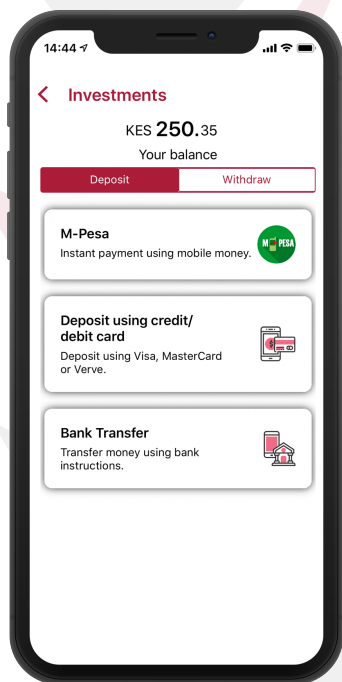 14:44
Investments
KES 250.35
Your balance
Deposit Withdraw
M-Pesa
Instant payment using mobile money.
M PESA
Deposit using credit/
debit card
Deposit using Visa, MasterCard
or Verve.
$
Bank Transfer
Transfer money using bank
instructions.